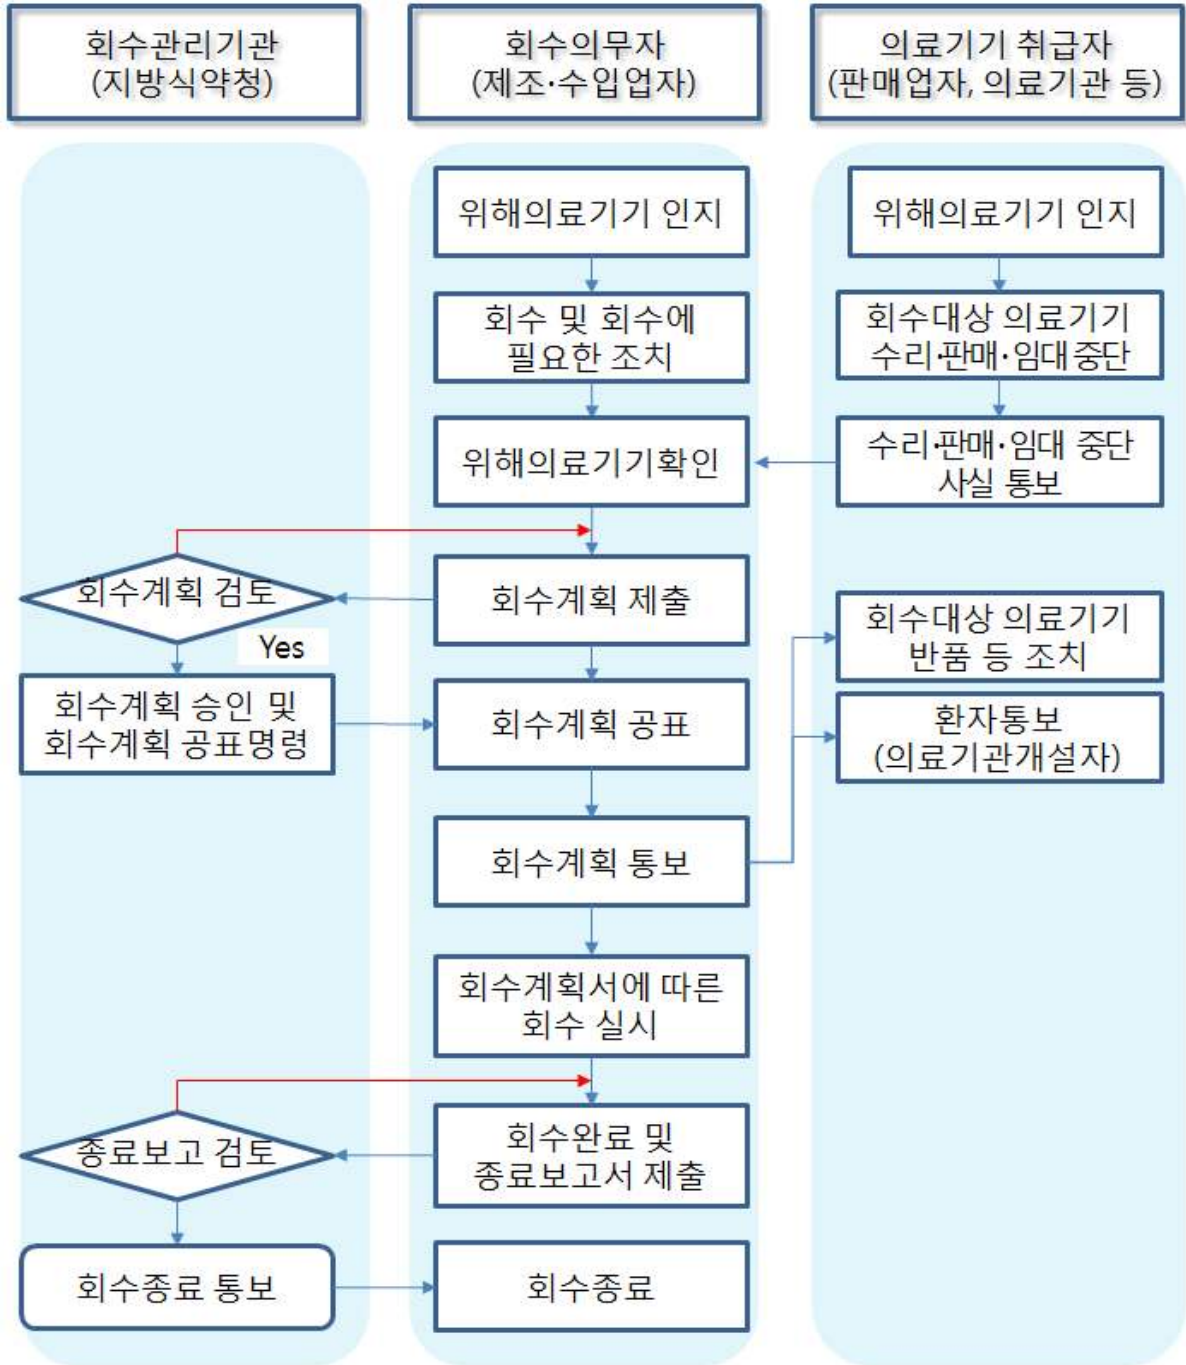 회수관리기관
(지방식약청)
회수의무자
(제조·수입업자)
의료기기 취급자
(판매업자, 의료기관 등)
위해의료기기 인지
위해의료기기 인지
회수 및 회수에
필요한 조치
회수대상 의료기기
수리·판매·임대 중단
위해의료기기확인
수리·판매·임대 중단
사실 통보
회수계획 검토
회수계획 제출
회수대상 의료기기
반품 등 조치
Yes
회수계획 승인 및
회수계획 공표명령
회수계획 공표
환자통보
(의료기관개설자)
회수계획 통보
회수계획서에 따른
회수 실시
종료보고 검토
회수완료 및
종료보고서 제출
회수종료 통보
회수종료